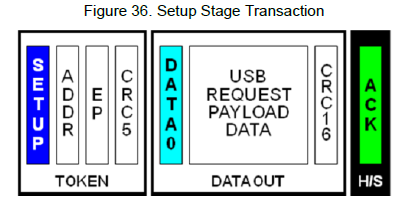 Figure 36. Setup Stage Transaction
SETUP
ADDR
EP
CRC5
TOKEN
DATA0
USB
REQUEST
PAYLOAD
DATA
CRC16
DATA OUT
ACK
H/S